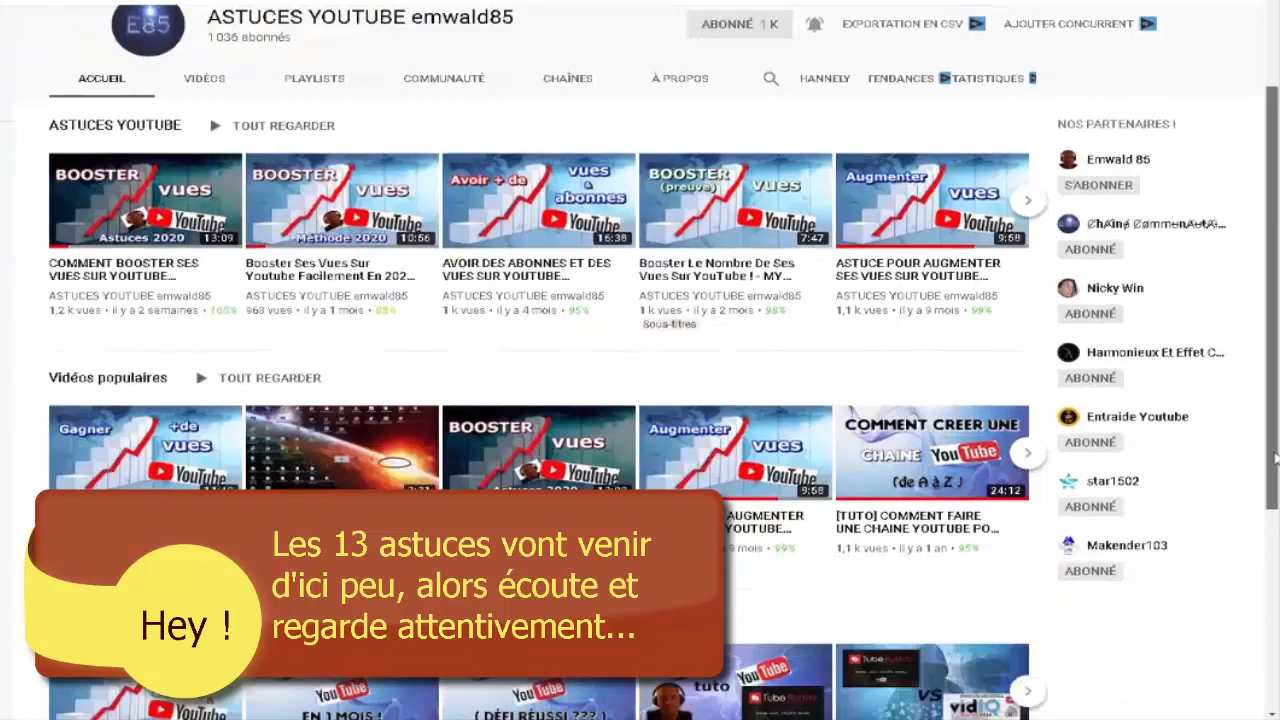 E85
ASTUCES YOUTUBE emwald85
1 036 abonnés
ABONNÉ 1 K
EXPORTATION EN CSV
AJOUTER CONCURRENT
ACCUEIL
VIDÉOS
PLAYLISTS
COMMUNAUTÉ
CHAÎNES
À PROPOS
HANNELY
TENDANCES
TATISTIQUES
ASTUCES YOUTUBE
TOUT REGARDER
NOS PARTENAIRES !
BOOSTER
vues
YouTube
Astuces 2020
13:09
BOOSTER
vues
YouTube
Méthode 2020
10:56
Avoir + de
vues
&
abonnes
YouTube
16:38
BOOSTER
(preuve)
vues
YouTube
7:47
Augmenter
vues
YouTube
9:58
COMMENT BOOSTER SES
VUES SUR YOUTUBE...
ASTUCES YOUTUBE emwald85
1,2 k vues • il y a 2 semaines • 100%
Booster Ses Vues Sur
Youtube Facilement En 202...
ASTUCES YOUTUBE emwald85
968 vues • il y a 1 mois •
AVOIR DES ABONNES ET DES
VUES SUR YOUTUBE...
ASTUCES YOUTUBE emwald85
1 k vues • il y a 4 mois • 95%
Booster Le Nombre De Ses
Vues Sur YouTube ! - MY...
ASTUCES YOUTUBE emwald85
1 k vues • il y a 2 mois • 98%
Sous-titres
ASTUCE POUR AUGMENTER
SES VUES SUR YOUTUBE...
ASTUCES YOUTUBE emwald85
1,1 k vues • il y a 9 mois • 99%
Emwald 85
S'ABONNER
ABONNÉ
Nicky Win
ABONNÉ
Harmonieux Et Effet C...
ABONNÉ
Entraide Youtube
ABONNÉ
star1502
ABONNÉ
Makender103
ABONNÉ
Vidéos populaires
TOUT REGARDER
Gagner
+de
vues
YouTube
BOOSTER
vues
YouTube
Augmenter
vues
YouTube
9:58
COMMENT CREER UNE
CHAINE YouTube
(de A à Z)
24:12
AUGMENTER
YOUTUBE...
9 mois • 99%
[TUTO] COMMENT FAIRE
UNE CHAINE YOUTUBE PO...
1,1 k vues • il y a 1 an • 95%
Hey !
Les 13 astuces vont venir
d'ici peu, alors écoute et
regarde attentivement...
YouTube
YouTube
EN 1 MOIS !
YouTube
( DÉFI RÉUSSI ??? )
tuto
YouTube
TubeBuddy
TubeBuddy
VS
vidIQ